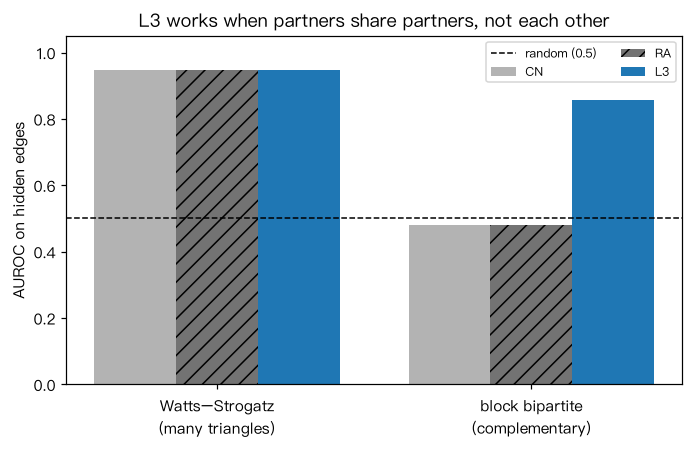 L3 works when partners share partners, not each other
random (0.5)
CN
RA
L3
AUROC on hidden edges
1.0
0.8
0.6
0.4
0.2
0.0
Watts—Strogatz
(many triangles)
block bipartite
(complementary)